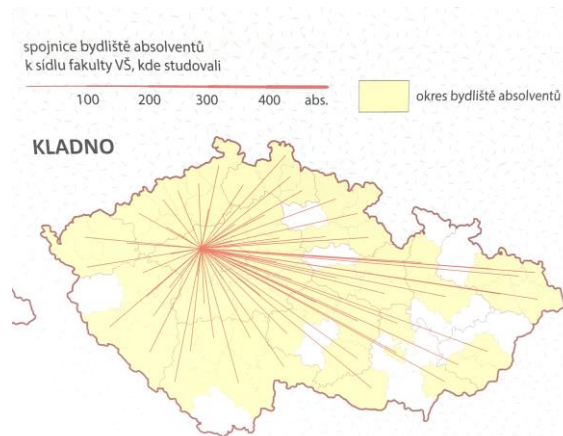 spojnice bydliště absolventů
k sídlu fakulty VŠ, kde studovali
100 200 300 400 abs.
okres bydliště absolventů
KLADNO